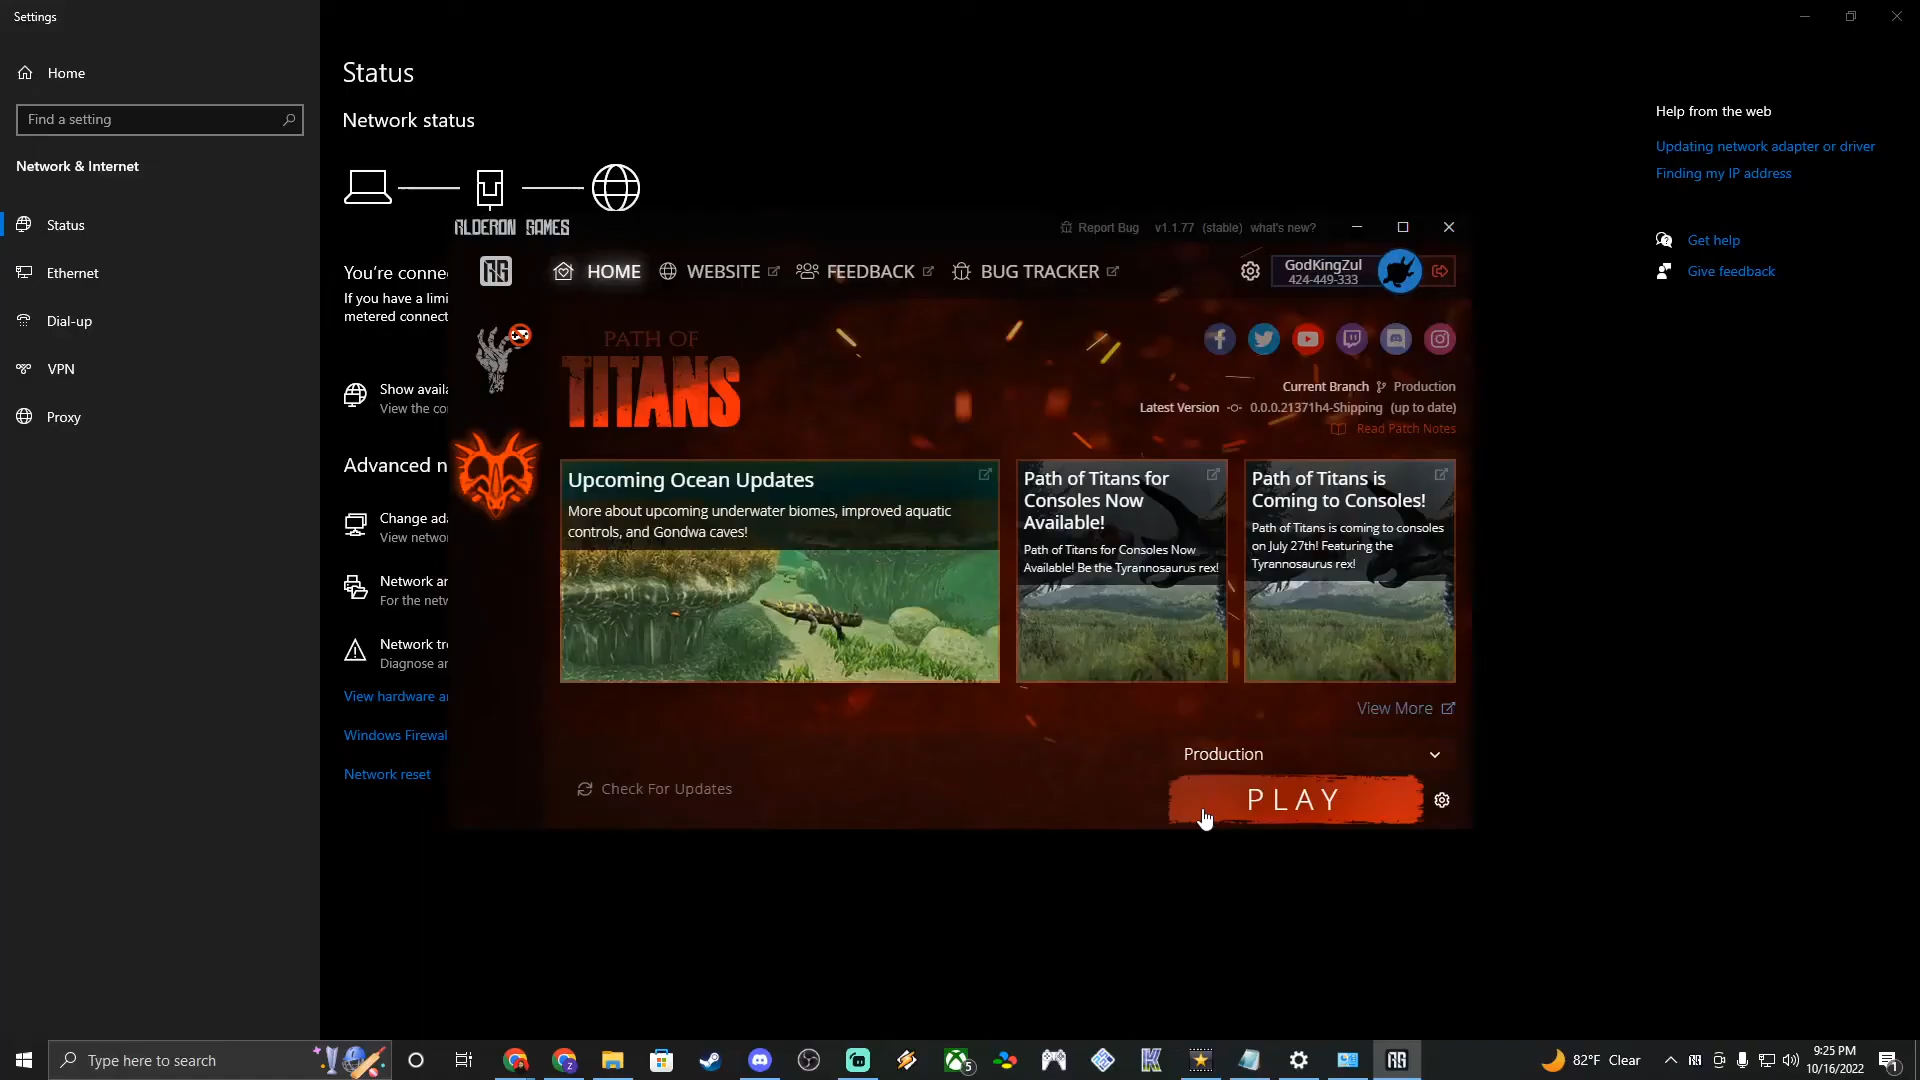 Settings
Home
Find a setting
Network & Internet
Status
Ethernet
Dial-up
VPN
Proxy
Status
Network status
You're conne
If you have a limi
metered connect
Show availa
View the co
Advanced n
Change ada
View netwo
Network an
For the netw
Network tr
Diagnose an
View hardware a
Windows Firewal
Network reset
Help from the web
Updating network adapter or driver
Finding my IP address
Get help
Give feedback
ALDERON GAMES
Report Bug v1.1.77 (stable) what's new?
HOME WEBSITE FEEDBACK BUG TRACKER
GodKingZul
424-449-333
PATH OF
TITANS
Current Branch Production
Latest Version 0.0.0.21371h4-Shipping (up to date)
Read Patch Notes
Upcoming Ocean Updates
More about upcoming underwater biomes, improved aquatic
controls, and Gondwa caves!
Path of Titans for
Consoles Now
Available!
Path of Titans for Consoles Now
Available! Be the Tyrannosaurus rex!
Path of Titans is
Coming to Consoles!
Path of Titans is coming to consoles
on July 27th! Featuring the
Tyrannosaurus rex!
View More
Production
Check For Updates
PLAY
Type here to search
5
82°F Clear
9:25 PM
10/16/2022
1